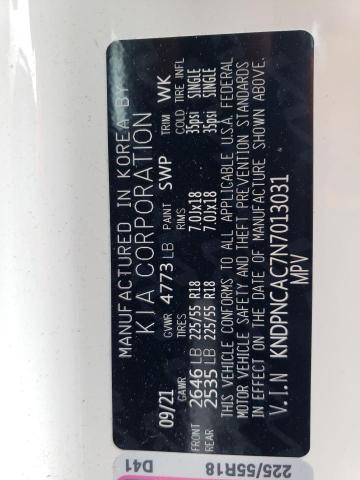 MANUFACTURED IN KOREA BY
KIA CORPORATION
09/21 GVWR 4773 LB PAINT SWP TRIM WK
GAWR TIRES RIMS COLD TIRE INFL
FRONT 2646 LB 225/55 R18 7.0Jx18 35psi SINGLE
REAR 2535 LB 225/55 R18 7.0Jx18 35psi SINGLE
THIS VEHICLE CONFORMS TO ALL APPLICABLE U.S.A. FEDERAL
MOTOR VEHICLE SAFETY AND THEFT PREVENTION STANDARDS
IN EFFECT ON THE DATE OF MANUFACTURE SHOWN ABOVE.
V.I.N KNDPNCAC7N7013031
MPV
D41
225/55R18